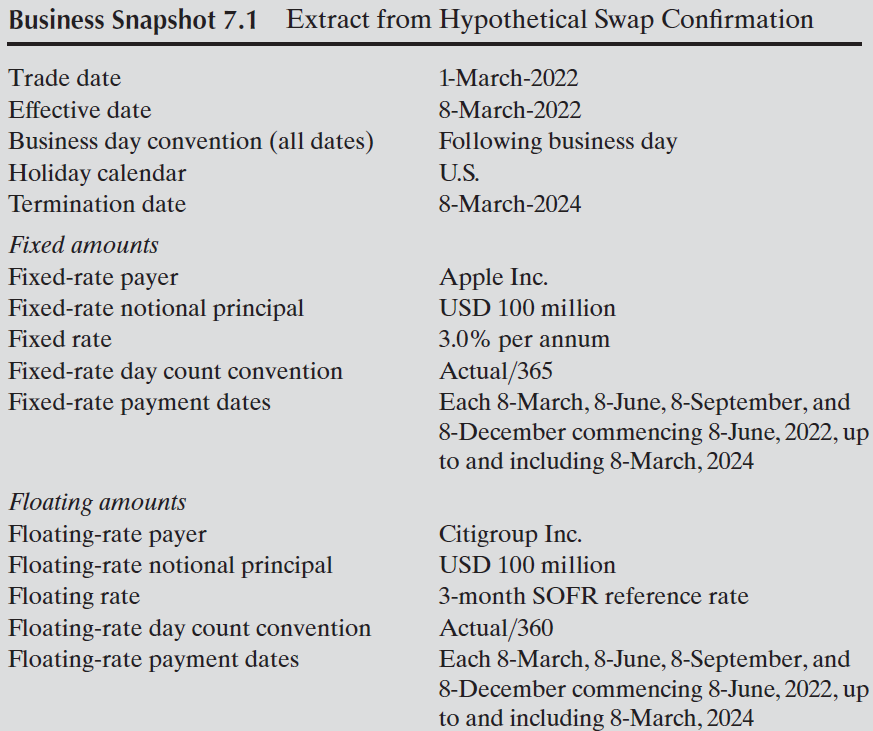 Business Snapshot 7.1 Extract from Hypothetical Swap Confirmation
Trade date 1-March-2022
Effective date 8-March-2022
Business day convention (all dates) Following business day
Holiday calendar U.S.
Termination date 8-March-2024
Fixed amounts
Fixed-rate payer Apple Inc.
Fixed-rate notional principal USD 100 million
Fixed rate 3.0% per annum
Fixed-rate day count convention Actual/365
Fixed-rate payment dates Each 8-March, 8-June, 8-September, and
8-December commencing 8-June, 2022, up
to and including 8-March, 2024
Floating amounts
Floating-rate payer Citigroup Inc.
Floating-rate notional principal USD 100 million
Floating rate 3-month SOFR reference rate
Floating-rate day count convention Actual/360
Floating-rate payment dates Each 8-March, 8-June, 8-September, and
8-December commencing 8-June, 2022, up
to and including 8-March, 2024